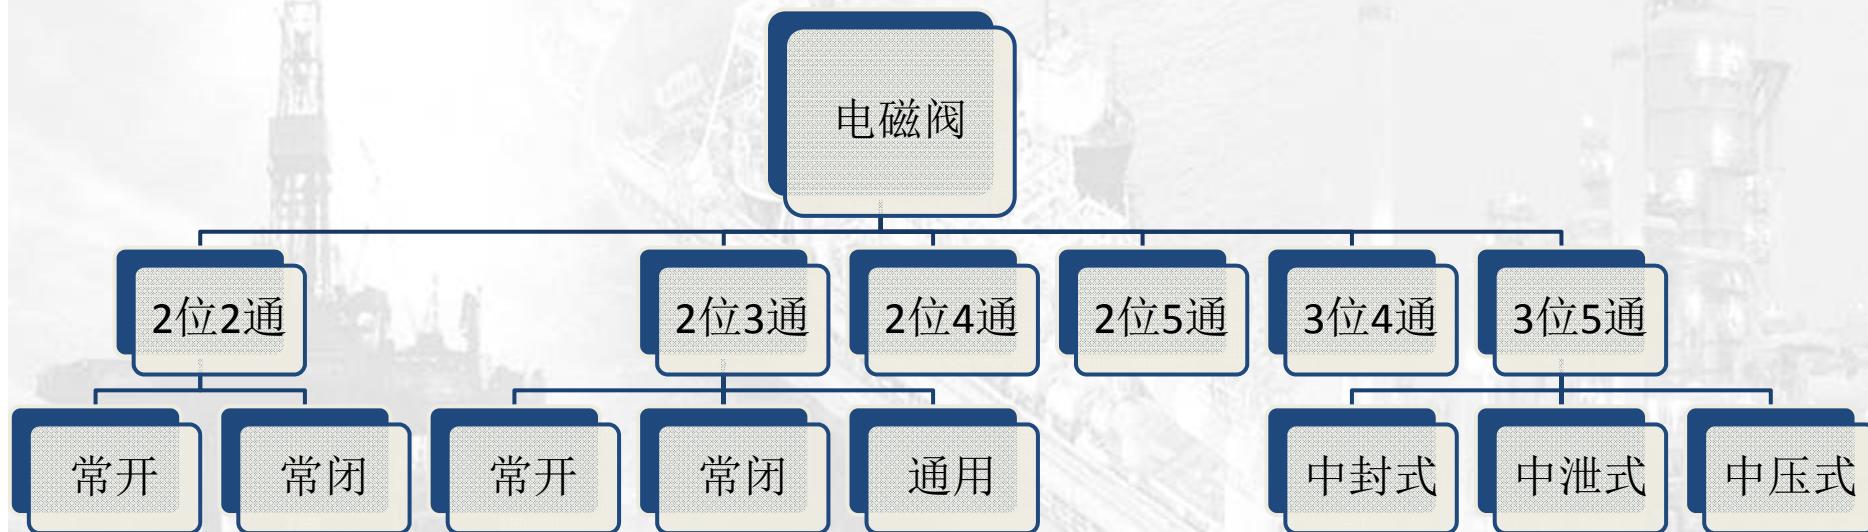 电磁阀
2位2通
2位3通
2位4通
2位5通
3位4通
3位5通
常开
常闭
常开
常闭
通用
中封式
中泄式
中压式